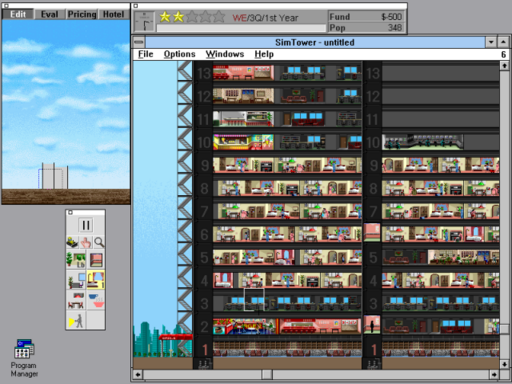 Edit Eval Pricing Hotel
WE/3Q/1st Year
Fund $-500
Pop 348
SimTower - untitled
File Options Windows Help
6
13 13
12 12
11 11
10 10
9 9
8 8
7 7
6 6
5 5
4 4
3 3
2 2
1 1
Program
Manager